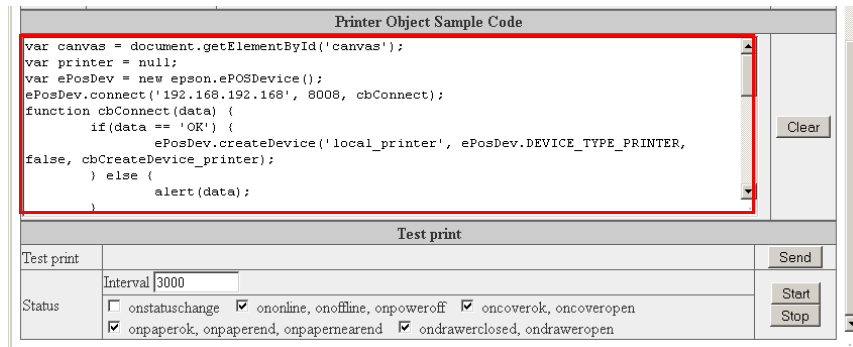 Printer Object Sample Code
var canvas = document.getElementById('canvas');
var printer = null;
var ePosDev = new epson.ePOSDevice();
ePosDev.connect('192.168.192.168', 8008, cbConnect);
function cbConnect(data) {
if(data == 'OK') {
ePosDev.createDevice('local_printer', ePosDev.DEVICE_TYPE_PRINTER,
false, cbCreateDevice_printer);
} else {
alert(data);
}
Clear
Test print
Test print
Send
Interval 3000
Status
onstatuschange ononline, onoffline, onpoweroff oncoverok, oncoveropen
onpaperok, onpaperend, onpapernearend ondrawerclosed, ondraweropen
Start
Stop